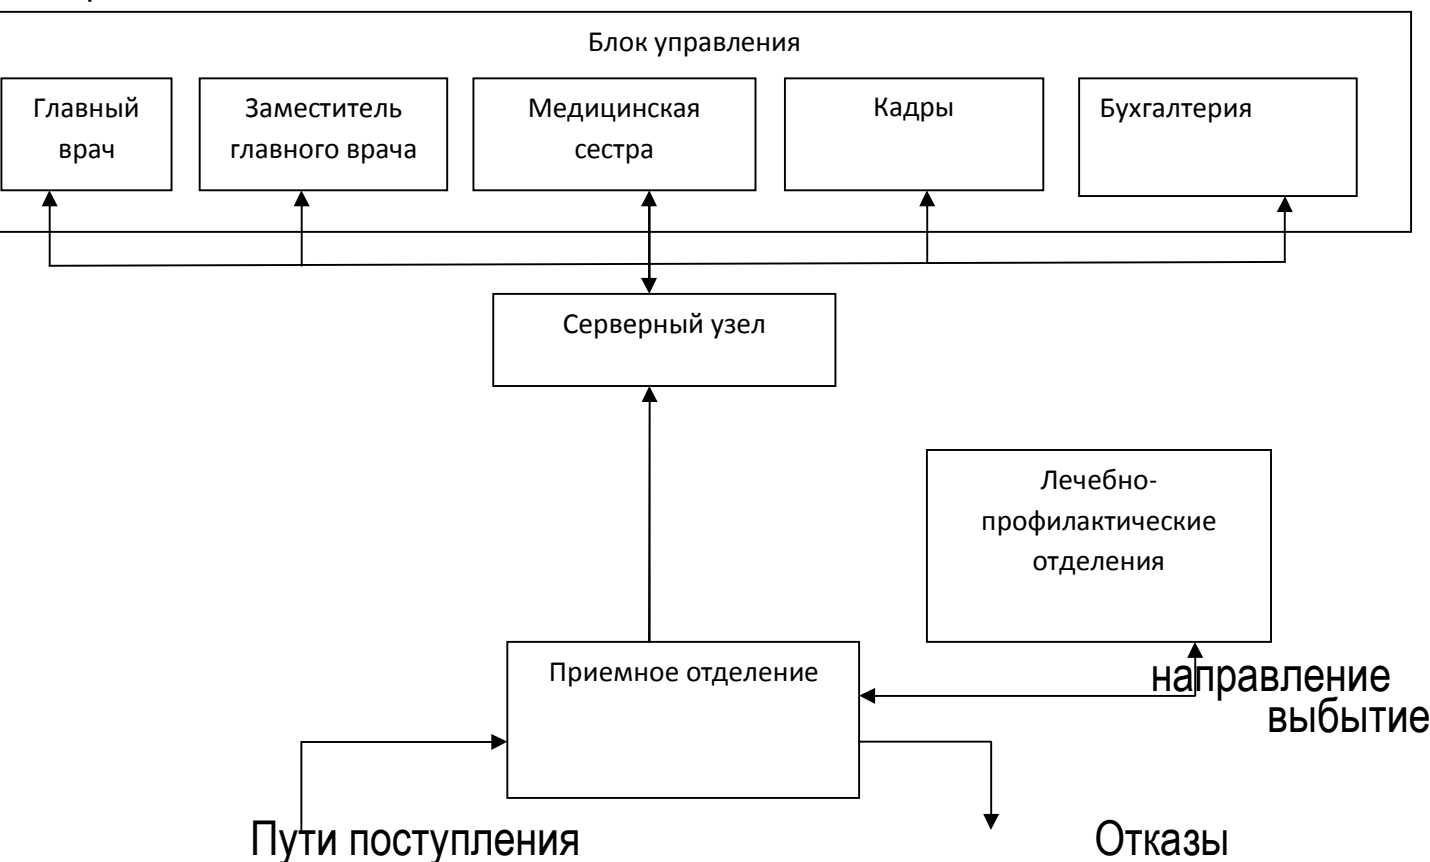 Блок управления
Главный
врач
Заместитель
главного врача
Медицинская
сестра
Кадры
Бухгалтерия
Серверный узел
Лечебно-
профилактические
отделения
Приемное отделение
направление
выбытие
Пути поступления
Отказы